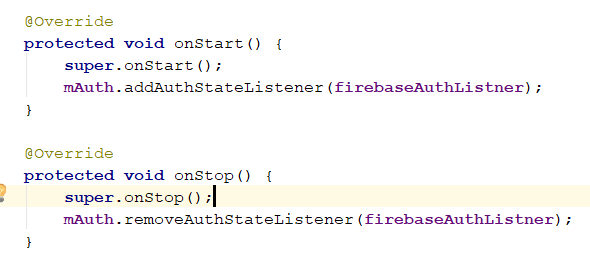 @Override
protected void onStart() {
    super.onStart();
    mAuth.addAuthStateListener(firebaseAuthListner);
}
@Override
protected void onStop() {
    super.onStop();
    mAuth.removeAuthStateListener(firebaseAuthListner);
}